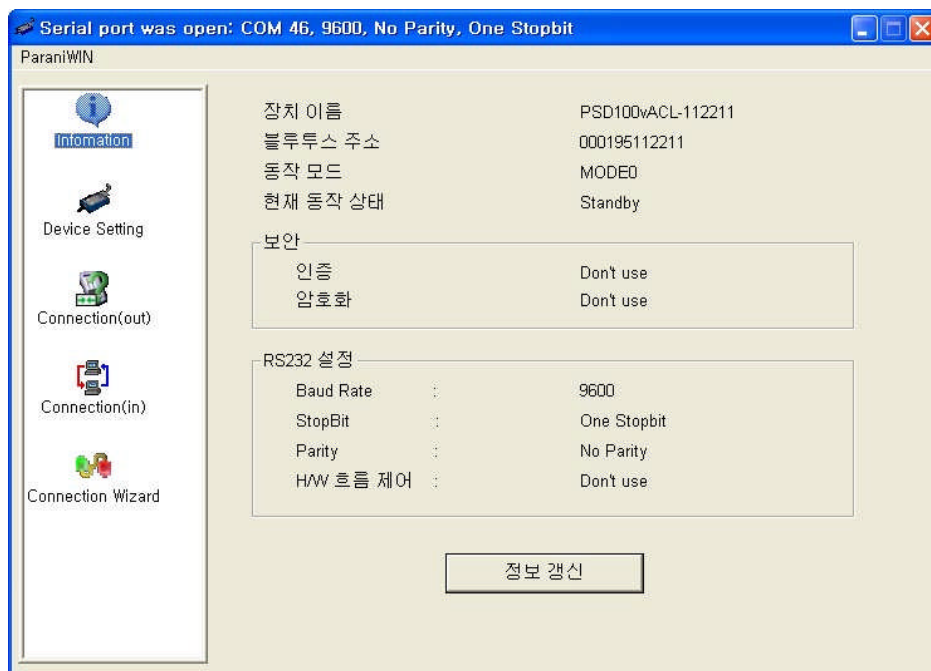 Serial port was open: COM 46, 9600, No Parity, One Stopbit
ParaniWIN
Infomation
Device Setting
Connection(out)
Connection(in)
Connection Wizard
장치 이름 PSD100vACL-112211
블루투스 주소 000195112211
동작 모드 MODE0
현재 동작 상태 Standby
보안
인증 Don't use
암호화 Don't use
RS232 설정
Baud Rate : 9600
StopBit : One Stopbit
Parity : No Parity
H/W 흐름 제어 : Don't use
정보 갱신